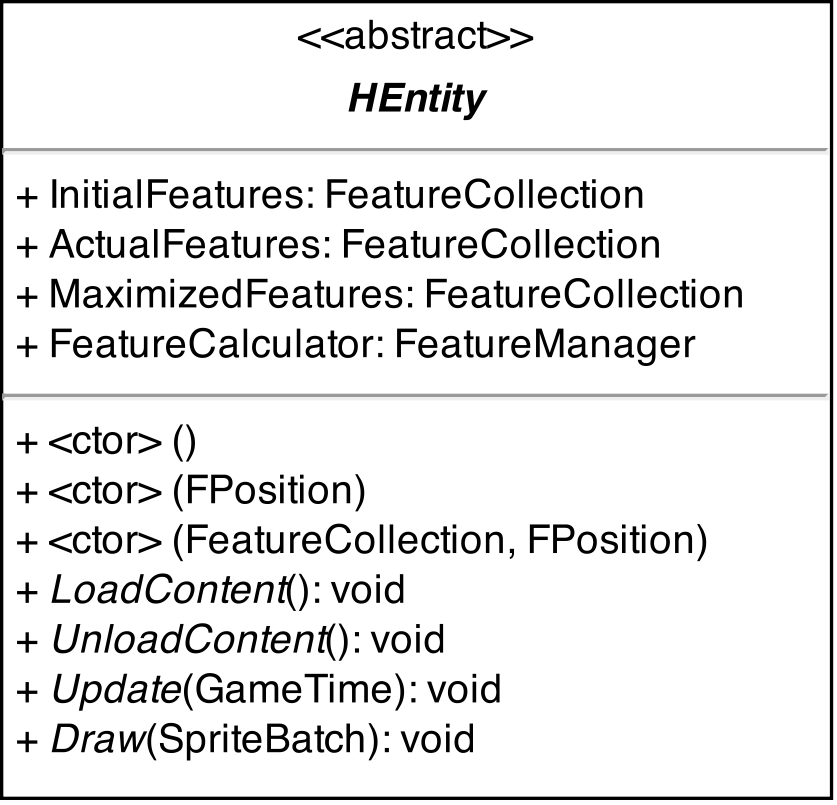 <<abstract>>
HEntity
+ InitialFeatures: FeatureCollection
+ ActualFeatures: FeatureCollection
+ MaximizedFeatures: FeatureCollection
+ FeatureCalculator: FeatureManager
+ <ctor> ()
+ <ctor> (FPosition)
+ <ctor> (FeatureCollection, FPosition)
+ LoadContent(): void
+ UnloadContent(): void
+ Update(GameTime): void
+ Draw(SpriteBatch): void